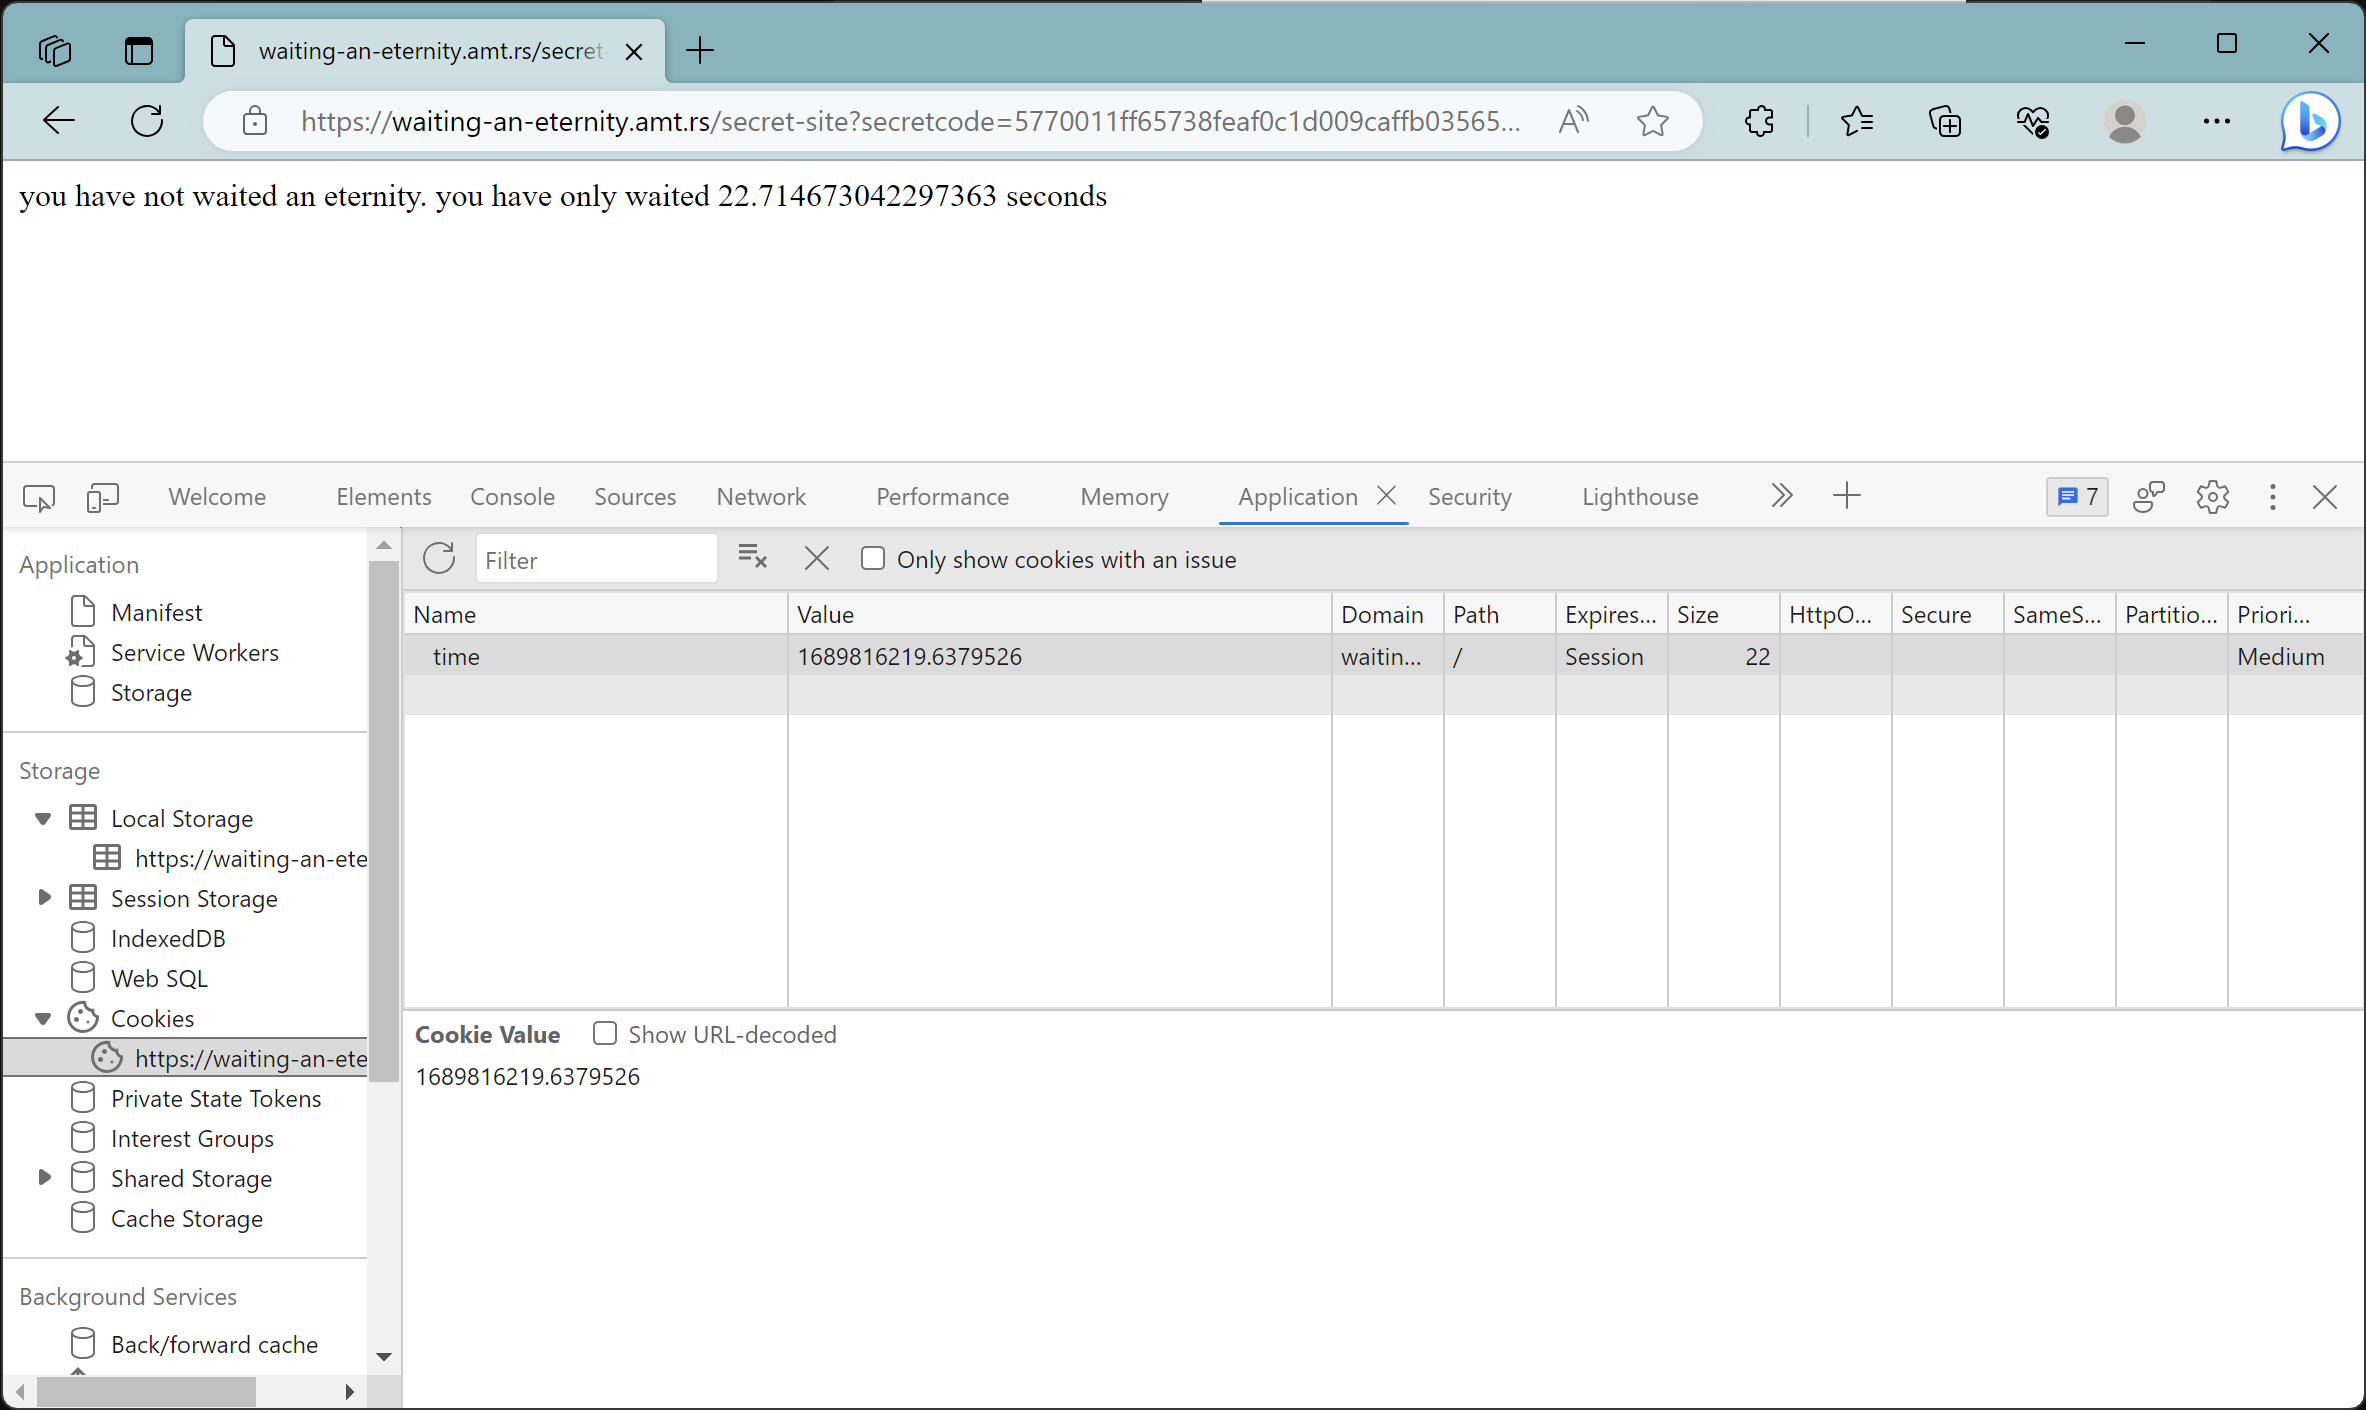 waiting-an-eternity.amt.rs/secret-
https://waiting-an-eternity.amt.rs/secret-site?secretcode=5770011ff65738feaf0c1d009caffb03565...
you have not waited an eternity. you have only waited 22.714673042297363 seconds
Welcome Elements Console Sources Network Performance Memory Application Security Lighthouse 7
Application
Manifest
Service Workers
Storage
Storage
Local Storage
https://waiting-an-ete
Session Storage
IndexedDB
Web SQL
Cookies
https://waiting-an-ete
Private State Tokens
Interest Groups
Shared Storage
Cache Storage
Background Services
Back/forward cache
Filter Only show cookies with an issue
Name Value Domain Path Expires... Size HttpO... Secure SameS... Partitio... Priori...
time 1689816219.6379526 waitin... / Session 22 Medium
Cookie Value Show URL-decoded
1689816219.6379526